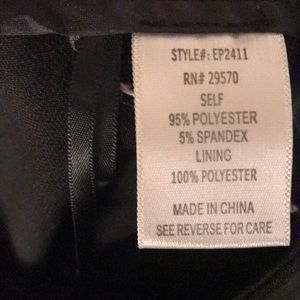 STYLE#: EP2411
RN# 29570
SELF
95% POLYESTER
5% SPANDEX
LINING
100% POLYESTER
MADE IN CHINA
SEE REVERSE FOR CARE